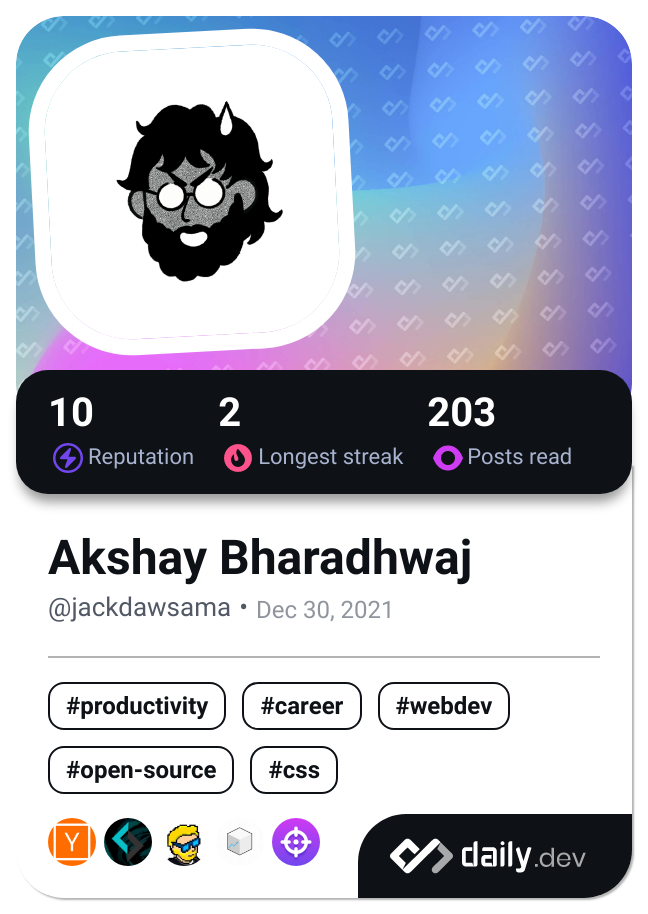 10 2 203
Reputation Longest streak Posts read
Akshay Bharadhwaj
@jackdawsama • Dec 30, 2021
#productivity #career #webdev
#open-source #css
Y
daily.dev